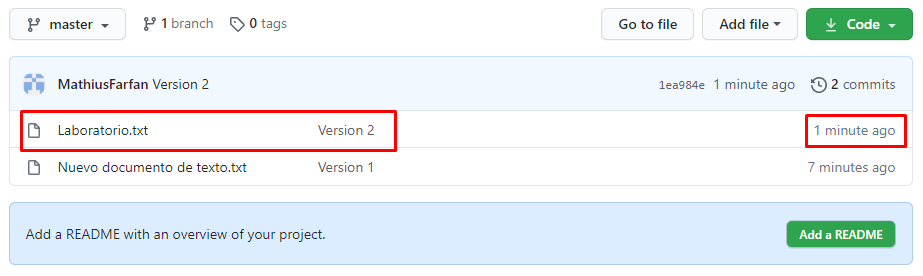 master 1 branch 0 tags Go to file Add file Code
MathiusFarfan Version 2 1ea984e 1 minute ago 2 commits
Laboratorio.txt Version 2 1 minute ago
Nuevo documento de texto.txt Version 1 7 minutes ago
Add a README with an overview of your project. Add a README